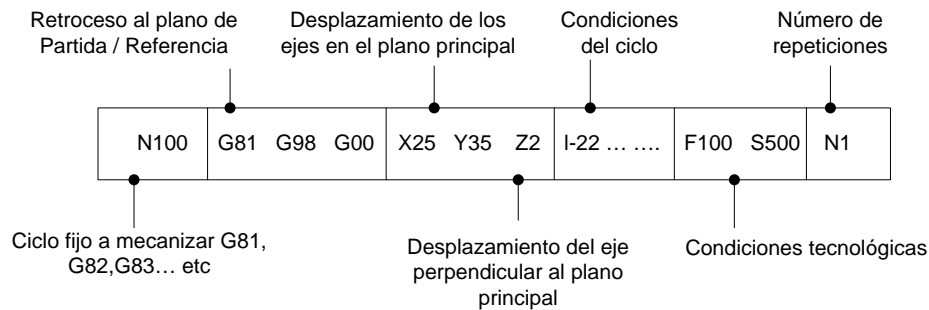 Retroceso al plano de
Partida / Referencia
Desplazamiento de los
ejes en el plano principal
Condiciones
del ciclo
Número de
repeticiones
N100 G81 G98 G00 X25 Y35 Z2 I-22 … …. F100 S500 N1
Ciclo fijo a mecanizar G81,
G82,G83… etc
Desplazamiento del eje
perpendicular al plano
principal
Condiciones tecnológicas